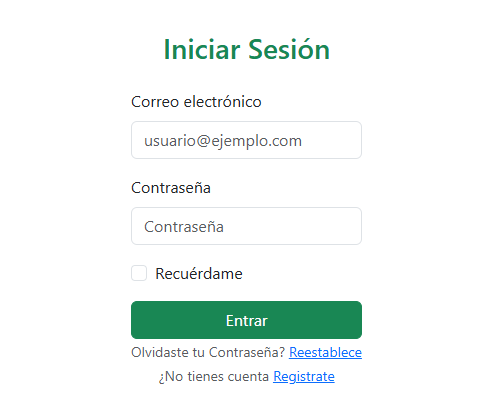 Iniciar Sesión
Correo electrónico
usuario@ejemplo.com
Contraseña
Contraseña
Recuérdame
Entrar
Olvidaste tu Contraseña? Reestablece
¿No tienes cuenta Registrate